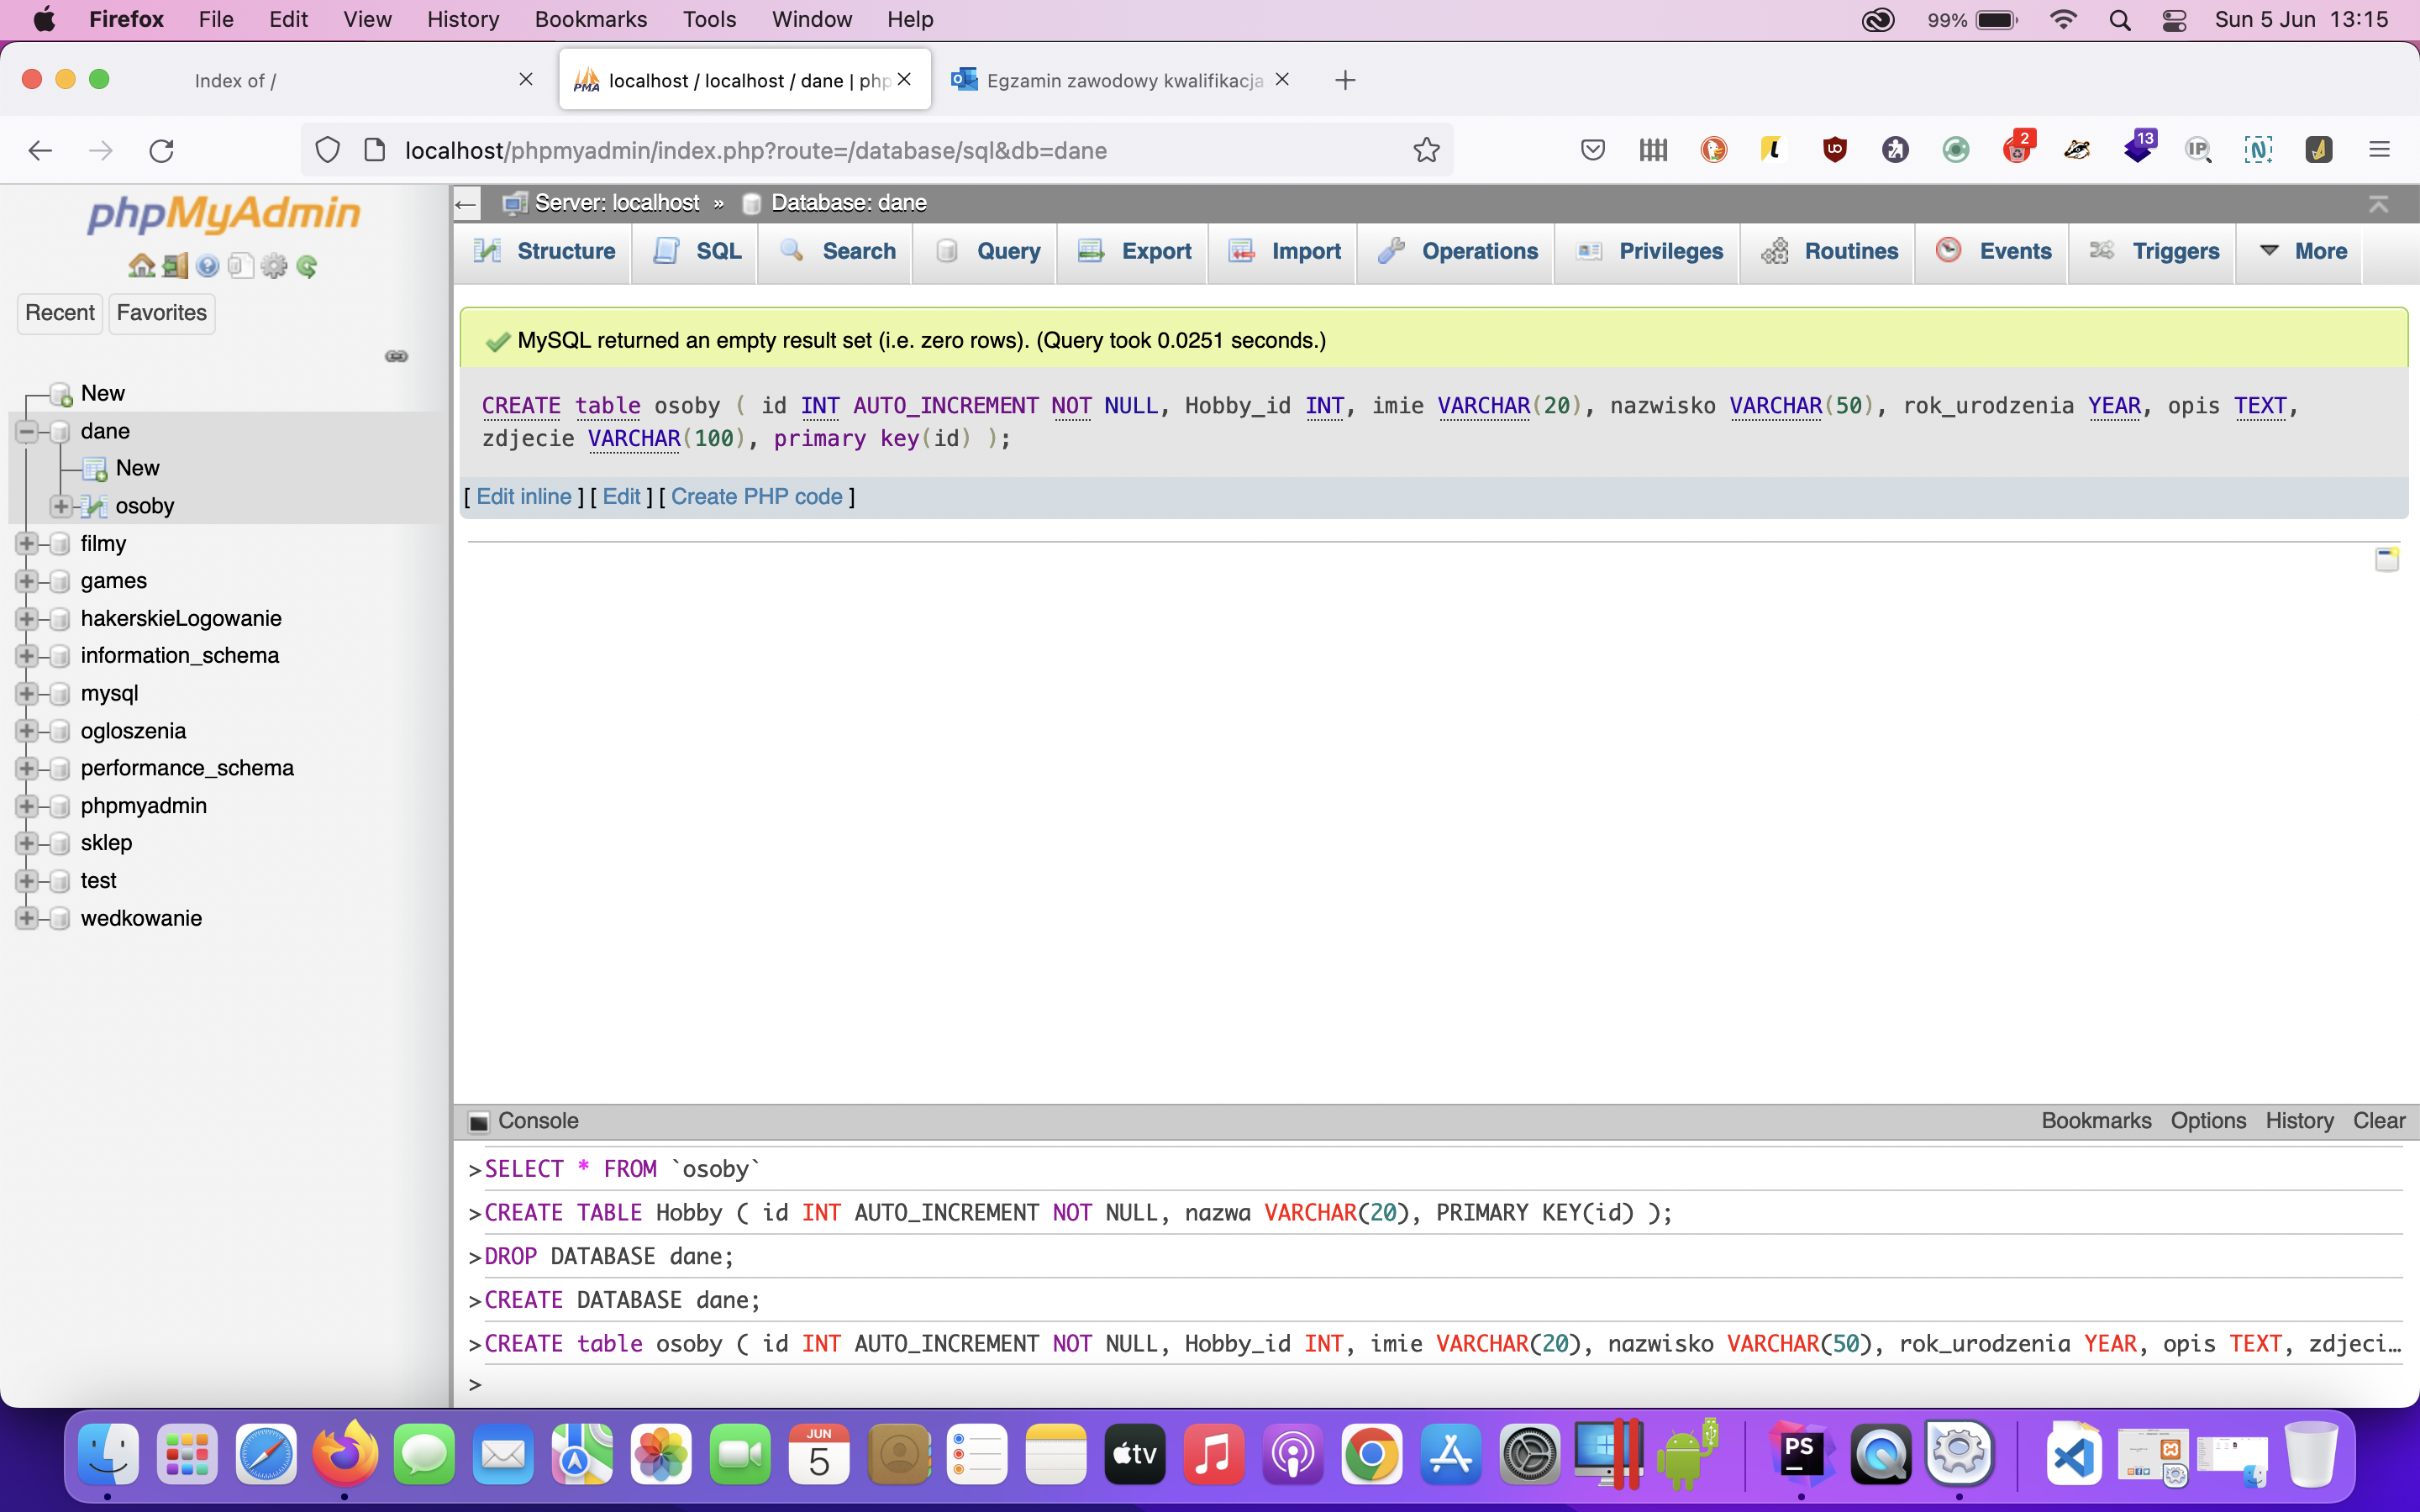 Firefox File Edit View History Bookmarks Tools Window Help 99% Sun 5 Jun 13:15
Index of / localhost / localhost / dane | php Egzamin zawodowy kwalifikacja
PMA
localhost/phpmyadmin/index.php?route=/database/sql&db=dane 2 13
phpMyAdmin
Server: localhost » Database: dane
Structure SQL Search Query Export Import Operations Privileges Routines Events Triggers More
Recent Favorites
MySQL returned an empty result set (i.e. zero rows). (Query took 0.0251 seconds.)
CREATE table osoby ( id INT AUTO_INCREMENT NOT NULL, Hobby_id INT, imie VARCHAR(20), nazwisko VARCHAR(50), rok_urodzenia YEAR, opis TEXT,
zdjecie VARCHAR(100), primary key(id) );
[ Edit inline ] [ Edit ] [ Create PHP code ]
New
dane
New
osoby
filmy
games
hakerskieLogowanie
information_schema
mysql
ogloszenia
performance_schema
phpmyadmin
sklep
test
wedkowanie
Console Bookmarks Options History Clear
>SELECT * FROM `osoby`
>CREATE TABLE Hobby ( id INT AUTO_INCREMENT NOT NULL, nazwa VARCHAR(20), PRIMARY KEY(id) );
>DROP DATABASE dane;
>CREATE DATABASE dane;
>CREATE table osoby ( id INT AUTO_INCREMENT NOT NULL, Hobby_id INT, imie VARCHAR(20), nazwisko VARCHAR(50), rok_urodzenia YEAR, opis TEXT, zdjeci…
>
JUN
5
tv
PS